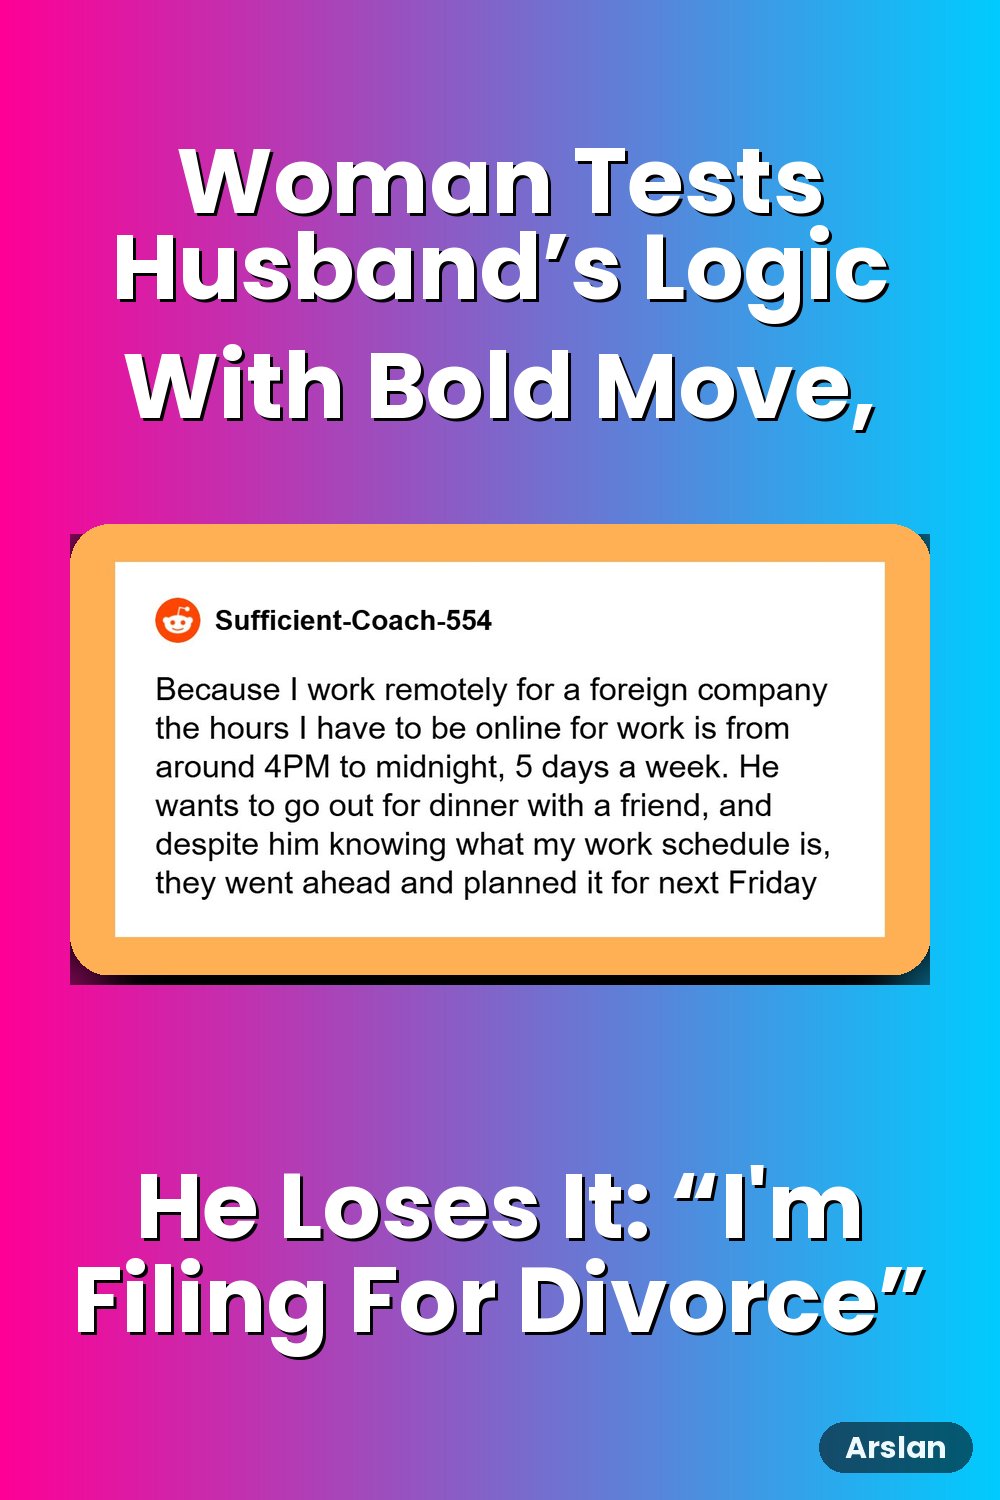 Woman Tests
Husband’s Logic
With Bold Move,
Sufficient-Coach-554
Because I work remotely for a foreign company
the hours I have to be online for work is from
around 4PM to midnight, 5 days a week. He
wants to go out for dinner with a friend, and
despite him knowing what my work schedule is,
they went ahead and planned it for next Friday
He Loses It: “I'm
Filing For Divorce”
Arslan